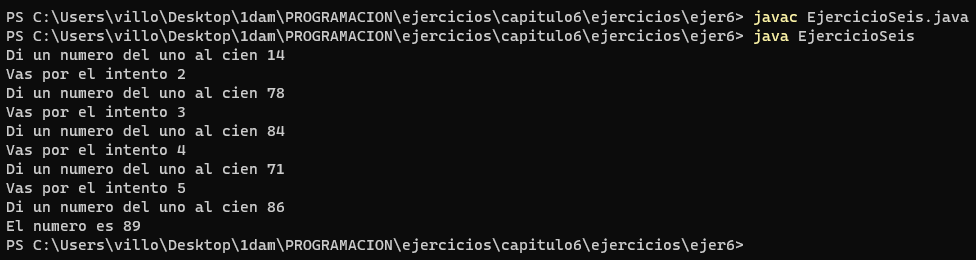 PS C:\Users\villo\Desktop\1dam\PROGRAMACION\ejercicios\capitulo6\ejercicios\ejer6> javac EjercicioSeis.java
PS C:\Users\villo\Desktop\1dam\PROGRAMACION\ejercicios\capitulo6\ejercicios\ejer6> java EjercicioSeis
Di un numero del uno al cien 14
Vas por el intento 2
Di un numero del uno al cien 78
Vas por el intento 3
Di un numero del uno al cien 84
Vas por el intento 4
Di un numero del uno al cien 71
Vas por el intento 5
Di un numero del uno al cien 86
El numero es 89
PS C:\Users\villo\Desktop\1dam\PROGRAMACION\ejercicios\capitulo6\ejercicios\ejer6>